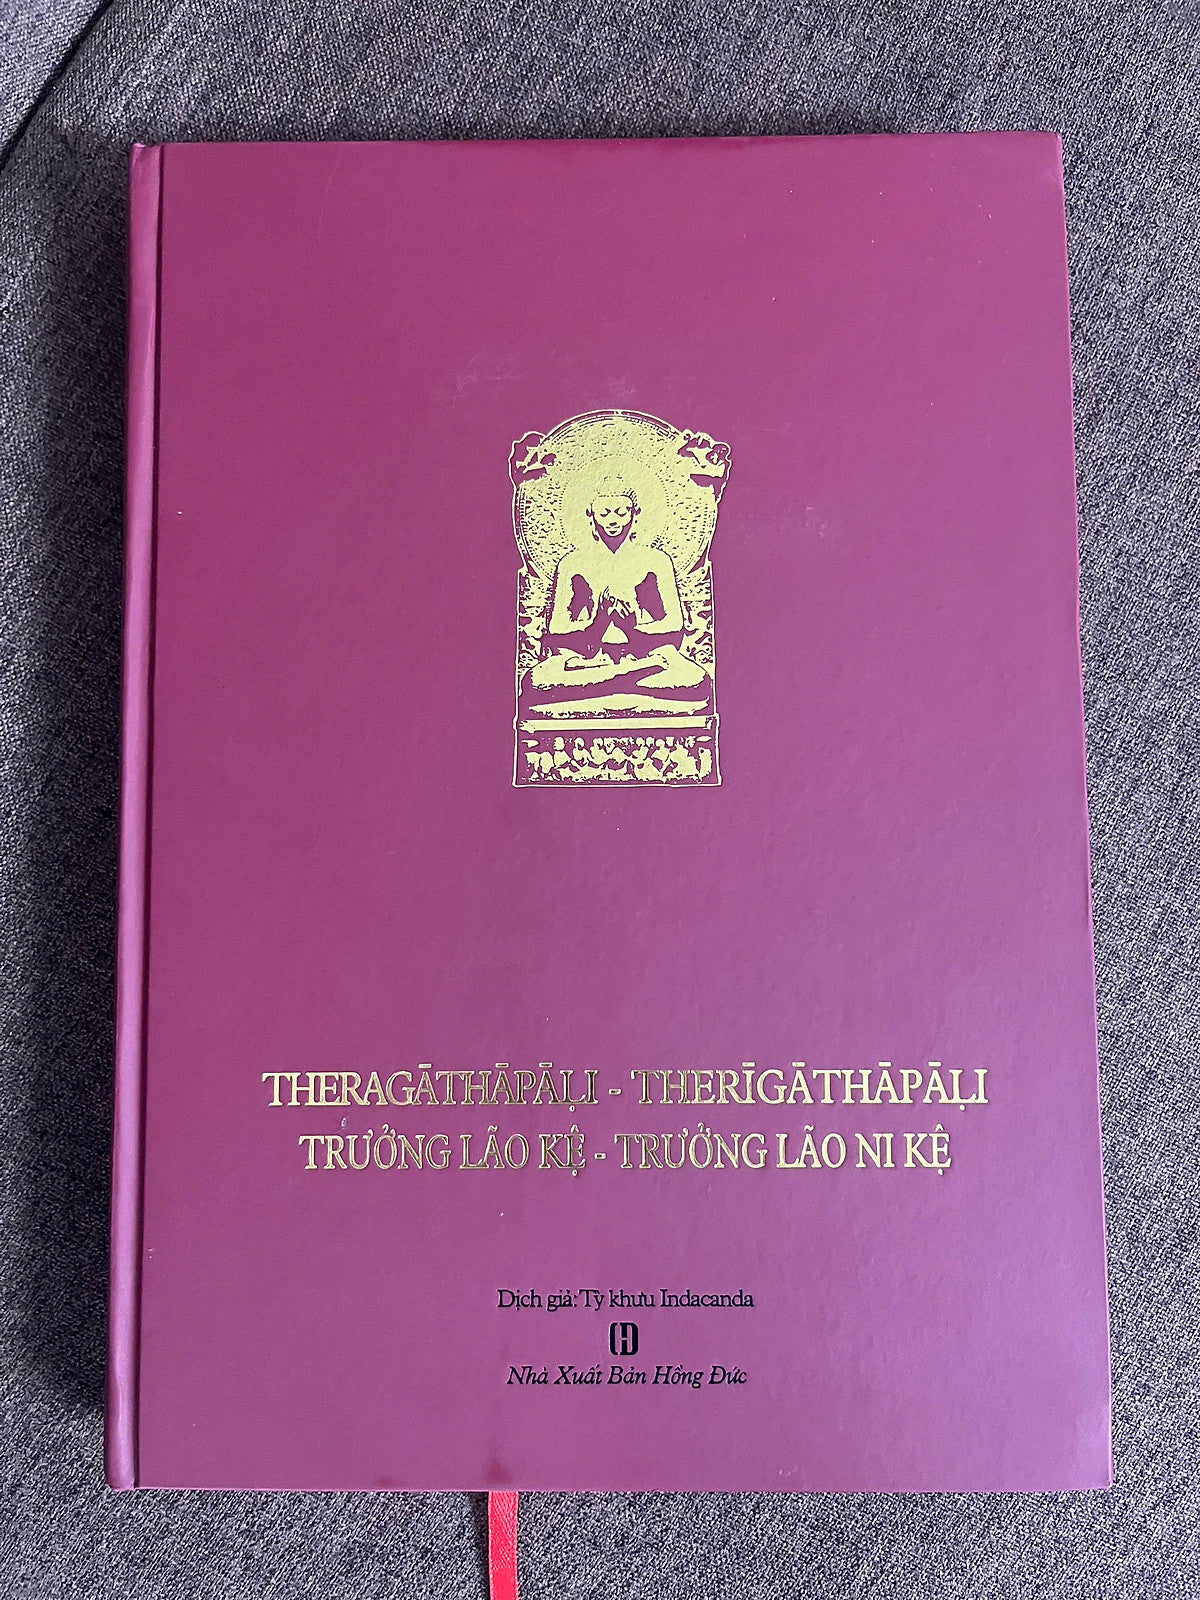 THERAGĀTHĀPĀḶI - THERĪGĀTHĀPĀḶI
TRƯỞNG LÃO KỆ - TRƯỞNG LÃO NI KỆ
Dịch giả: Tỳ khưu Indacanda
Nhà Xuất Bản Hồng Đức